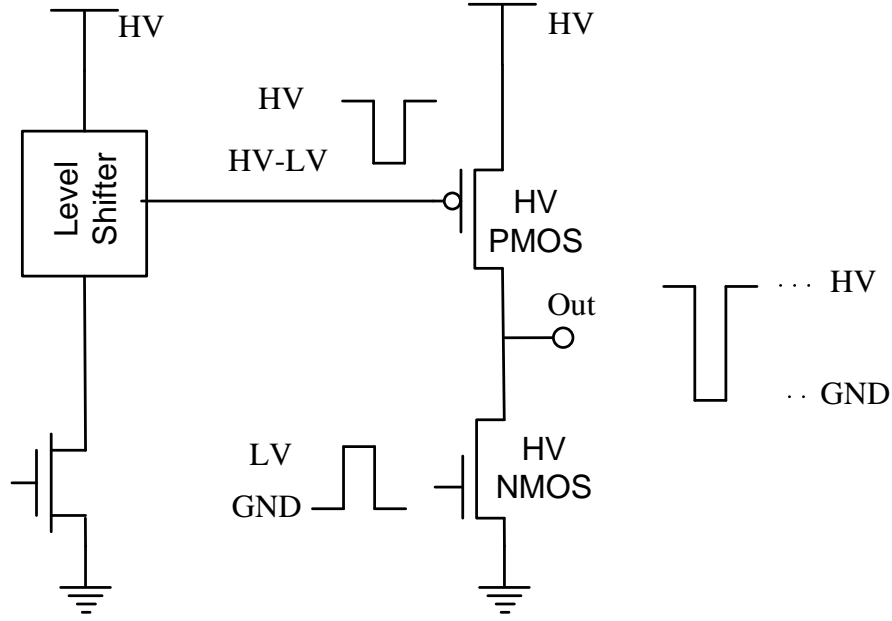 HV
HV
HV
HV-LV
Level
Shifter
HV
PMOS
Out
HV
GND
LV
GND
HV
NMOS